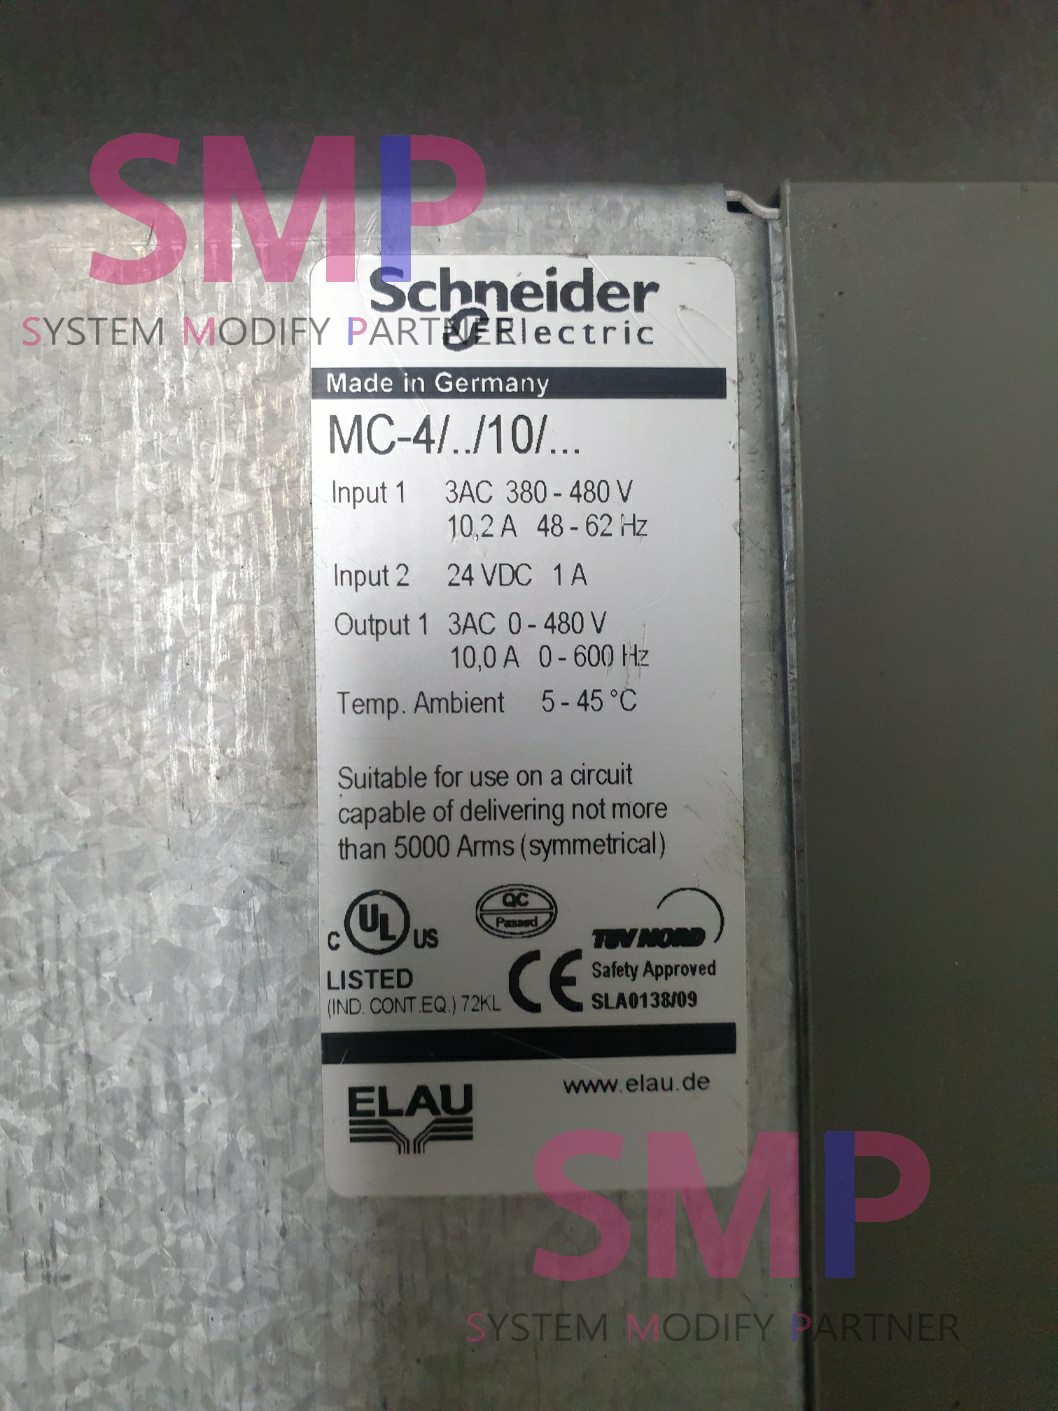 SMP
SYSTEM MODIFY PARTNER
Schneider
Electric
Made in Germany
MC-4/../10/...
Input 1 3AC 380 - 480 V
10,2 A 48 - 62 Hz
Input 2 24 VDC 1 A
Output 1 3AC 0 - 480 V
10,0 A 0 - 600 Hz
Temp. Ambient 5 - 45 °C
Suitable for use on a circuit
capable of delivering not more
than 5000 Arms (symmetrical)
C UL US
LISTED
(IND. CONT.EQ.) 72KL
QC
Passed
CE
TÜV NORD
Safety Approved
SLA0138/09
ELAU
www.elau.de
SMP
SYSTEM MODIFY PARTNER